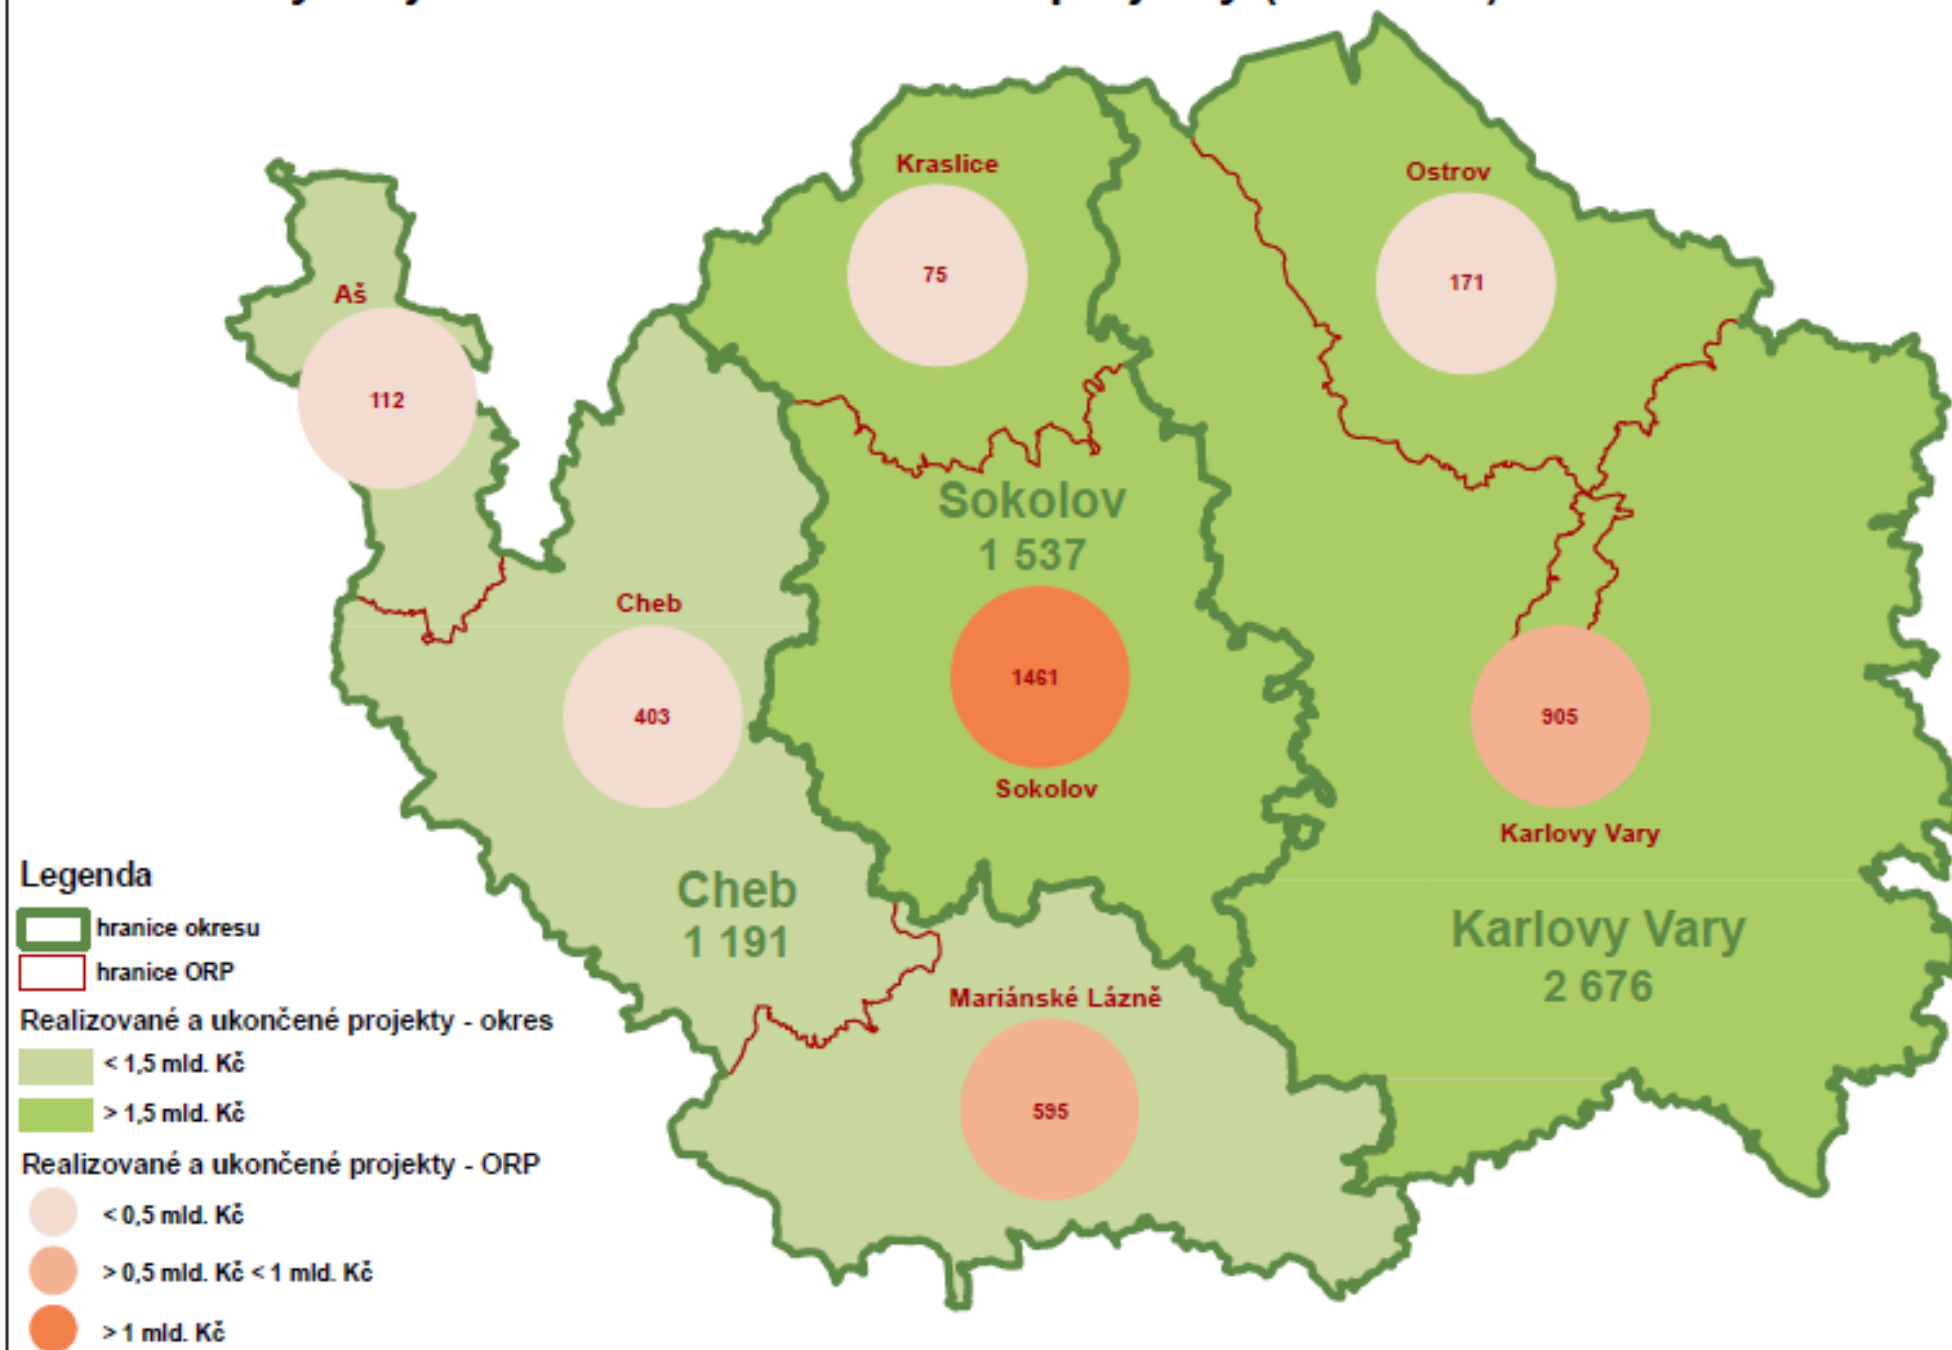 Kraslice
75
Ostrov
171
Aš
112
Sokolov
1 537
Cheb
403
1461
Sokolov
905
Karlovy Vary
Cheb
1 191
Karlovy Vary
2 676
Mariánské Lázně
595
Legenda
hranice okresu
hranice ORP
Realizované a ukončené projekty - okres
< 1,5 mld. Kč
> 1,5 mld. Kč
Realizované a ukončené projekty - ORP
< 0,5 mld. Kč
> 0,5 mld. Kč < 1 mld. Kč
> 1 mld. Kč